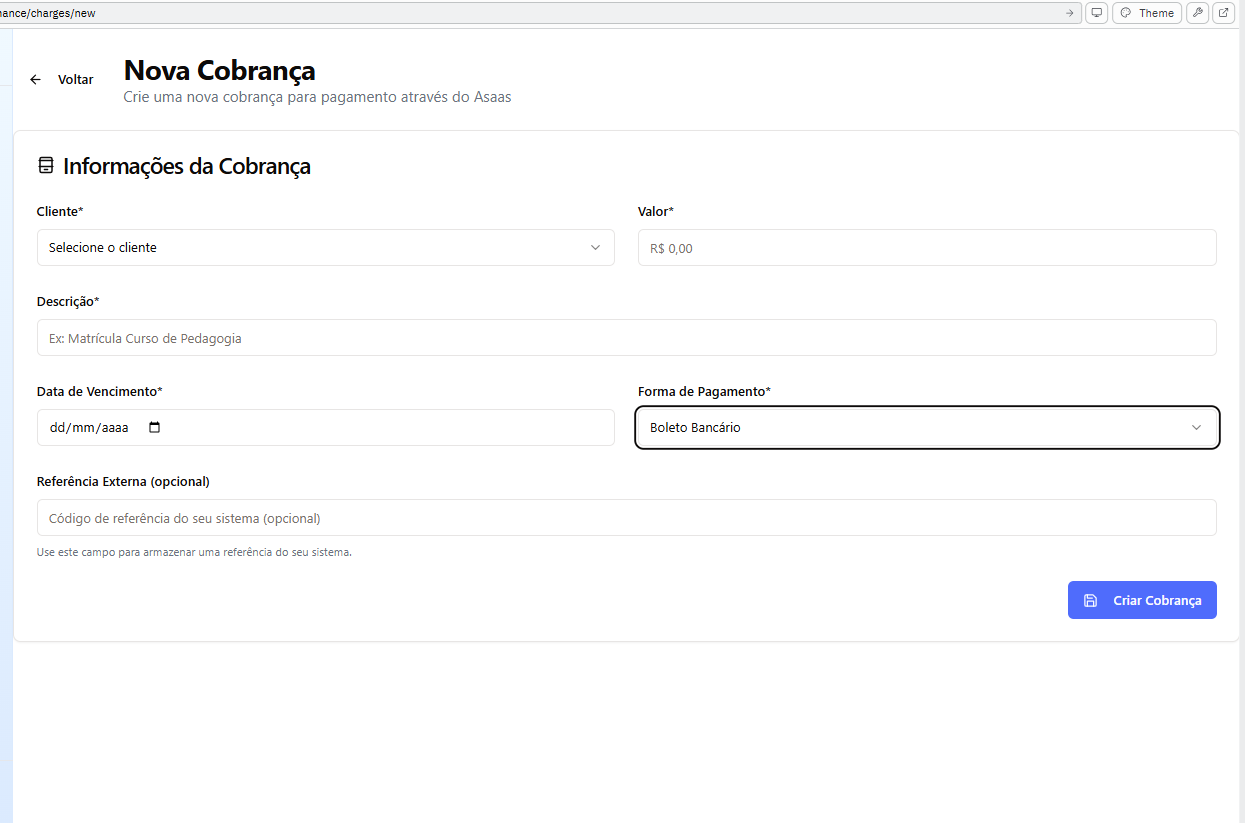 nance/charges/new
Theme
Voltar
Nova Cobrança
Crie uma nova cobrança para pagamento através do Asaas
Informações da Cobrança
Cliente*
Valor*
Selecione o cliente
R$ 0,00
Descrição*
Ex: Matrícula Curso de Pedagogia
Data de Vencimento*
Forma de Pagamento*
dd/mm/aaaa
Boleto Bancário
Referência Externa (opcional)
Código de referência do seu sistema (opcional)
Use este campo para armazenar uma referência do seu sistema.
Criar Cobrança